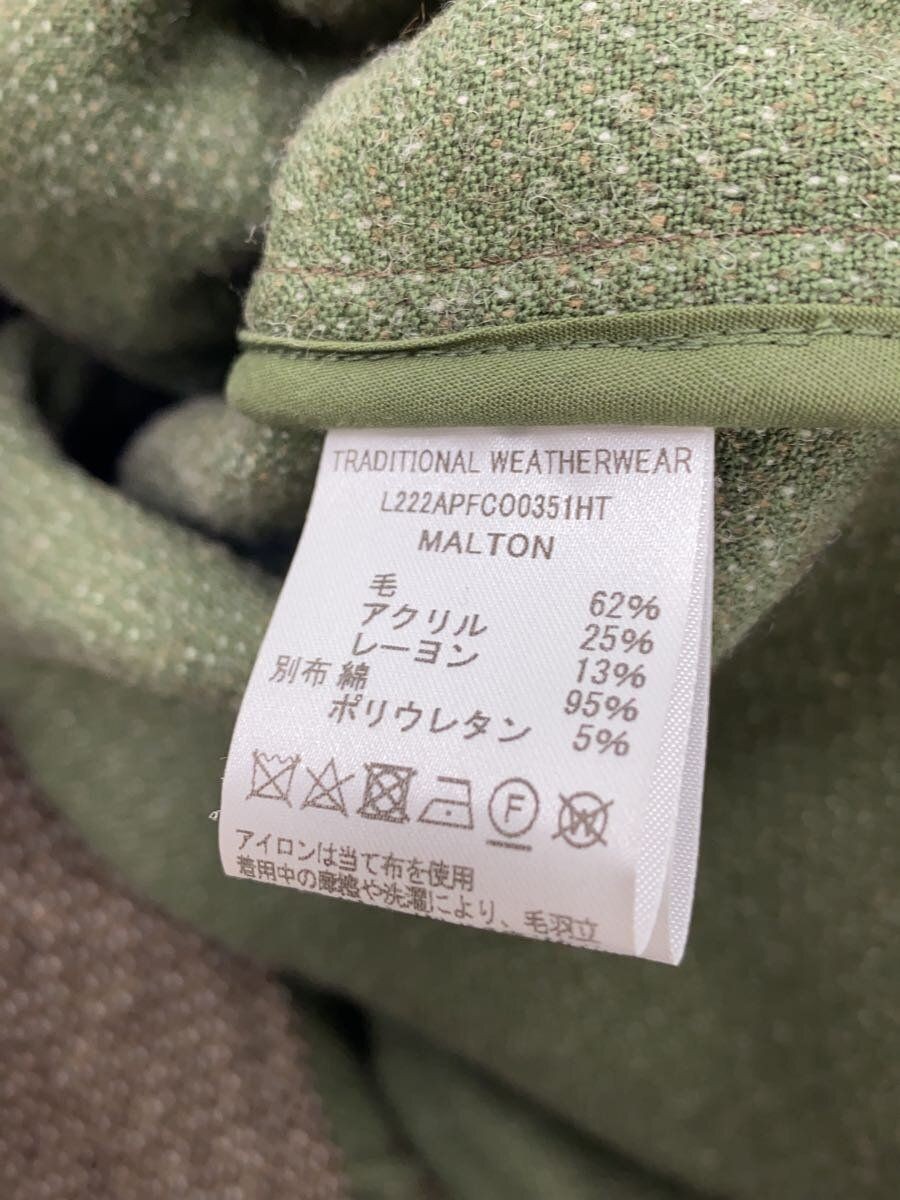 TRADITIONAL WEATHERWEAR
L222APFCO0351HT
MALTON
毛 62%
アクリル 25%
レーヨン 13%
別布 綿 95%
ポリウレタン 5%
F
W
アイロンは当て布を使用
着用中の摩擦や洗濯により、毛羽立